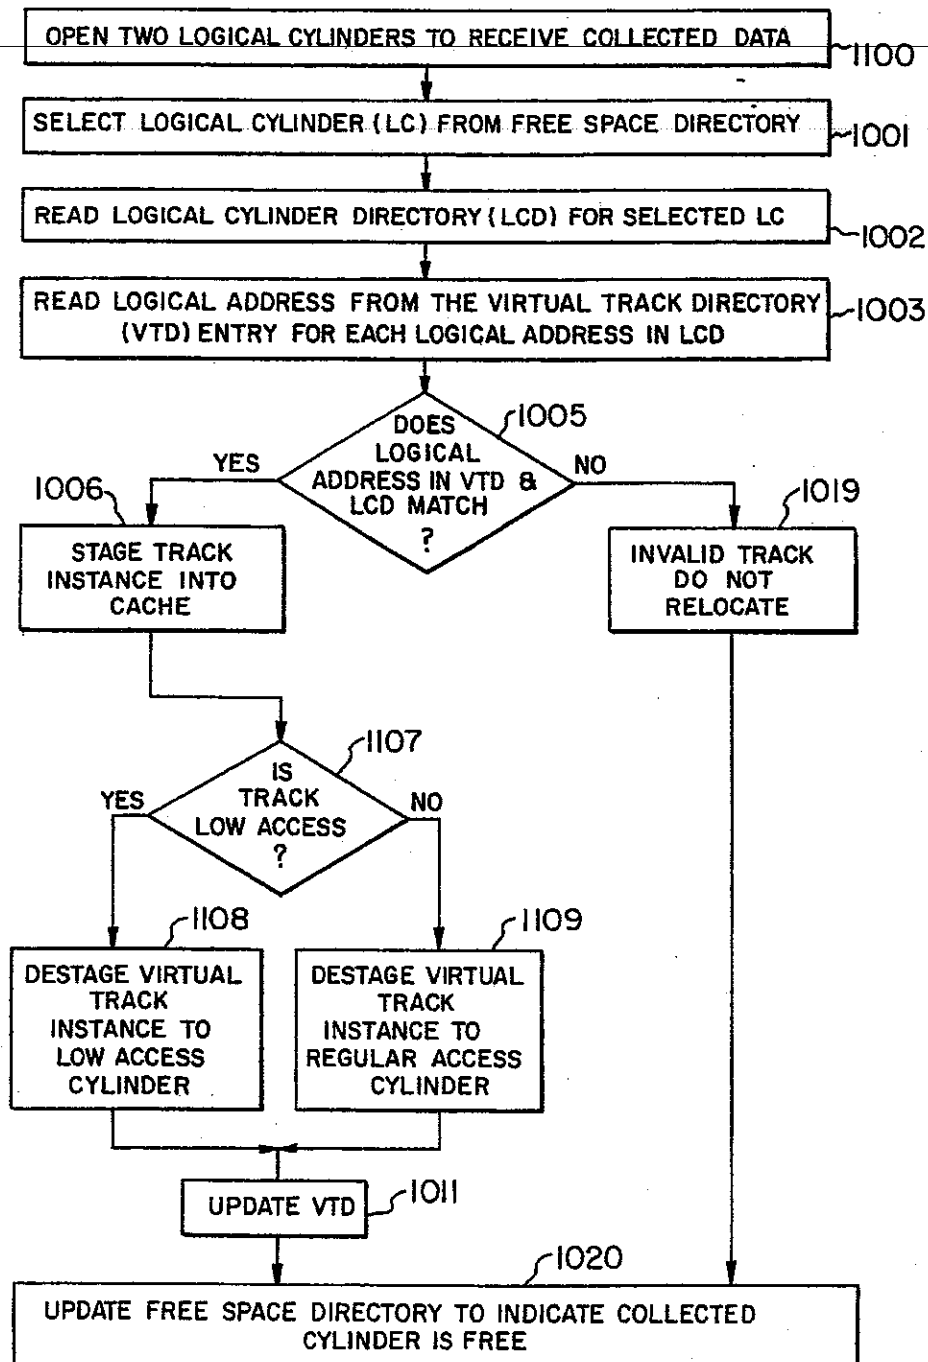 OPEN TWO LOGICAL CYLINDERS TO RECEIVE COLLECTED DATA
1100
SELECT LOGICAL CYLINDER (LC) FROM FREE SPACE DIRECTORY
1001
READ LOGICAL CYLINDER DIRECTORY (LCD) FOR SELECTED LC
1002
READ LOGICAL ADDRESS FROM THE VIRTUAL TRACK DIRECTORY
(VTD) ENTRY FOR EACH LOGICAL ADDRESS IN LCD
1003
DOES
LOGICAL
ADDRESS IN VTD &
LCD MATCH
?
1005
YES
NO
1006
STAGE TRACK
INSTANCE INTO
CACHE
1019
INVALID TRACK
DO NOT
RELOCATE
1107
IS
TRACK
LOW ACCESS
?
YES
NO
1108
DESTAGE VIRTUAL
TRACK
INSTANCE TO
LOW ACCESS
CYLINDER
1109
DESTAGE VIRTUAL
TRACK
INSTANCE TO
REGULAR ACCESS
CYLINDER
UPDATE VTD
1011
1020
UPDATE FREE SPACE DIRECTORY TO INDICATE COLLECTED
CYLINDER IS FREE